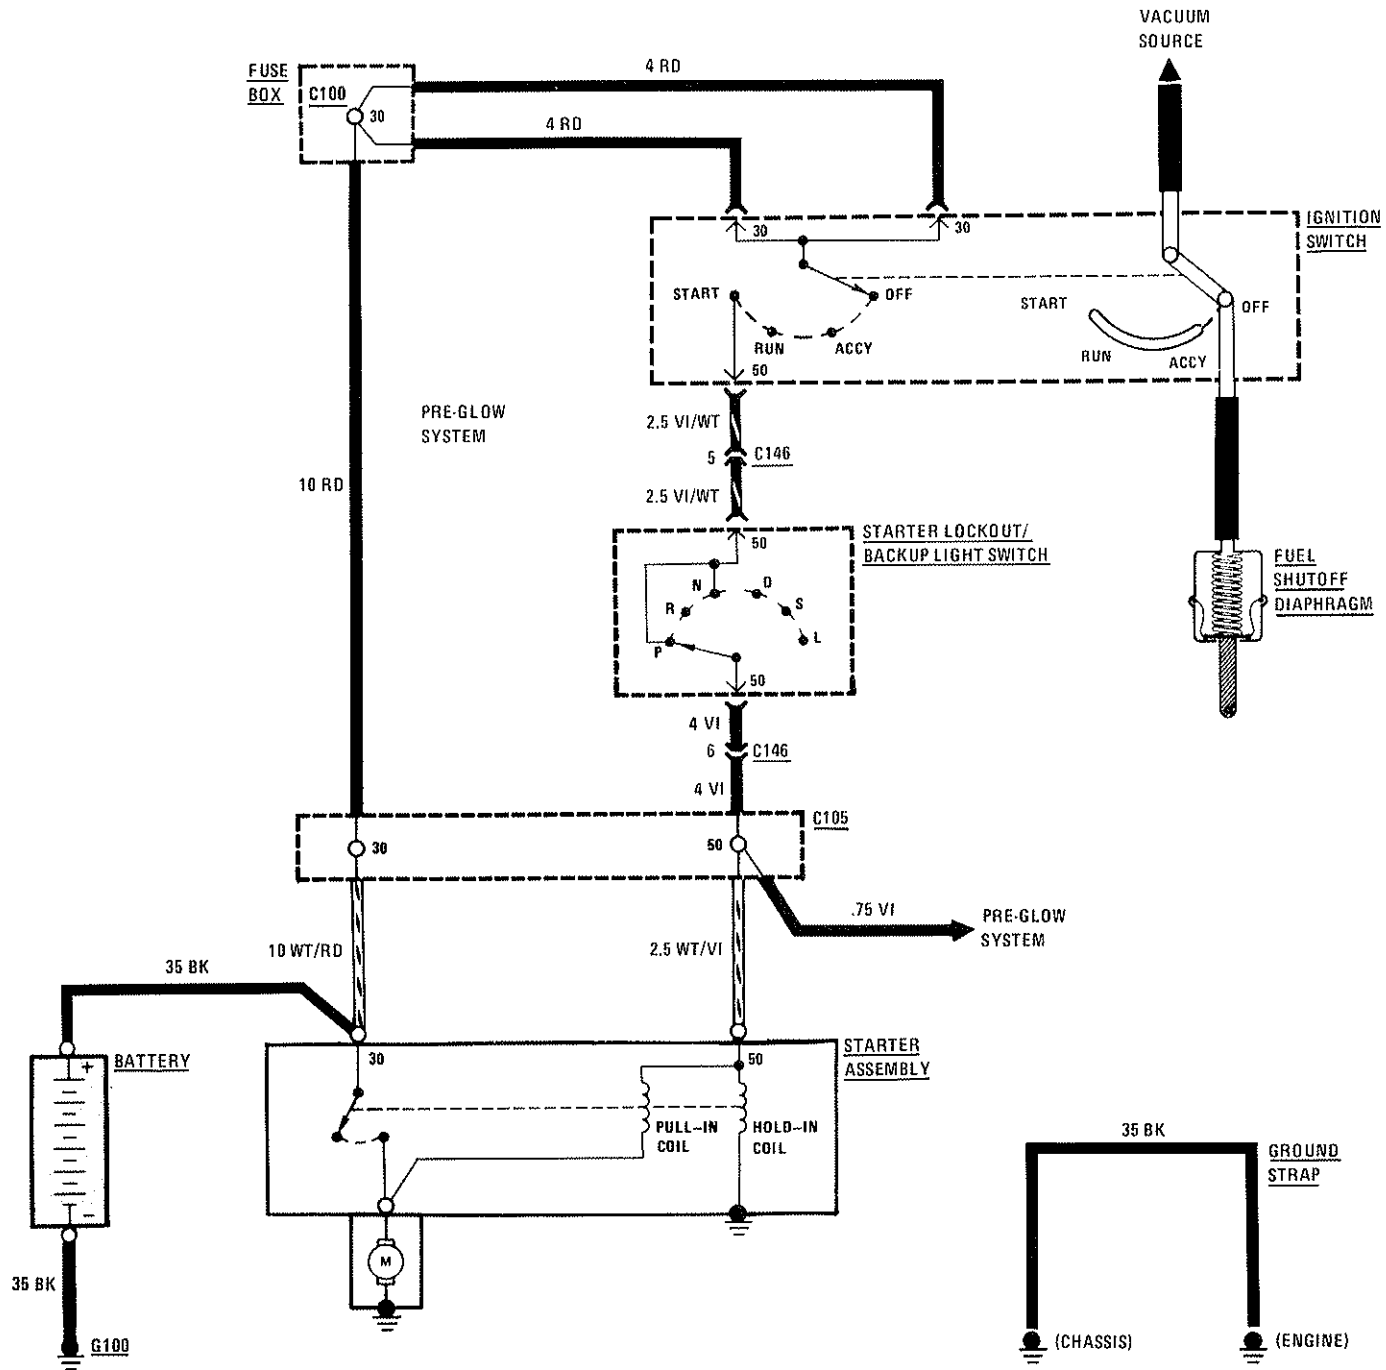 VACUUM
SOURCE
FUSE
BOX
C100
30
4 RD
4 RD
30
30
IGNITION
SWITCH
START
OFF
RUN
ACCY
50
START
OFF
RUN
ACCY
PRE-GLOW
SYSTEM
2.5 VI/WT
5
C146
10 RD
2.5 VI/WT
STARTER LOCKOUT/
BACKUP LIGHT SWITCH
50
N
D
R
S
P
L
50
FUEL
SHUTOFF
DIAPHRAGM
4 VI
6
C146
4 VI
C105
30
50
.75 VI
PRE-GLOW
SYSTEM
10 WT/RD
2.5 WT/VI
35 BK
BATTERY
+
−
30
50
STARTER
ASSEMBLY
PULL-IN
COIL
HOLD-IN
COIL
M
35 BK
G100
35 BK
GROUND
STRAP
(CHASSIS)
(ENGINE)